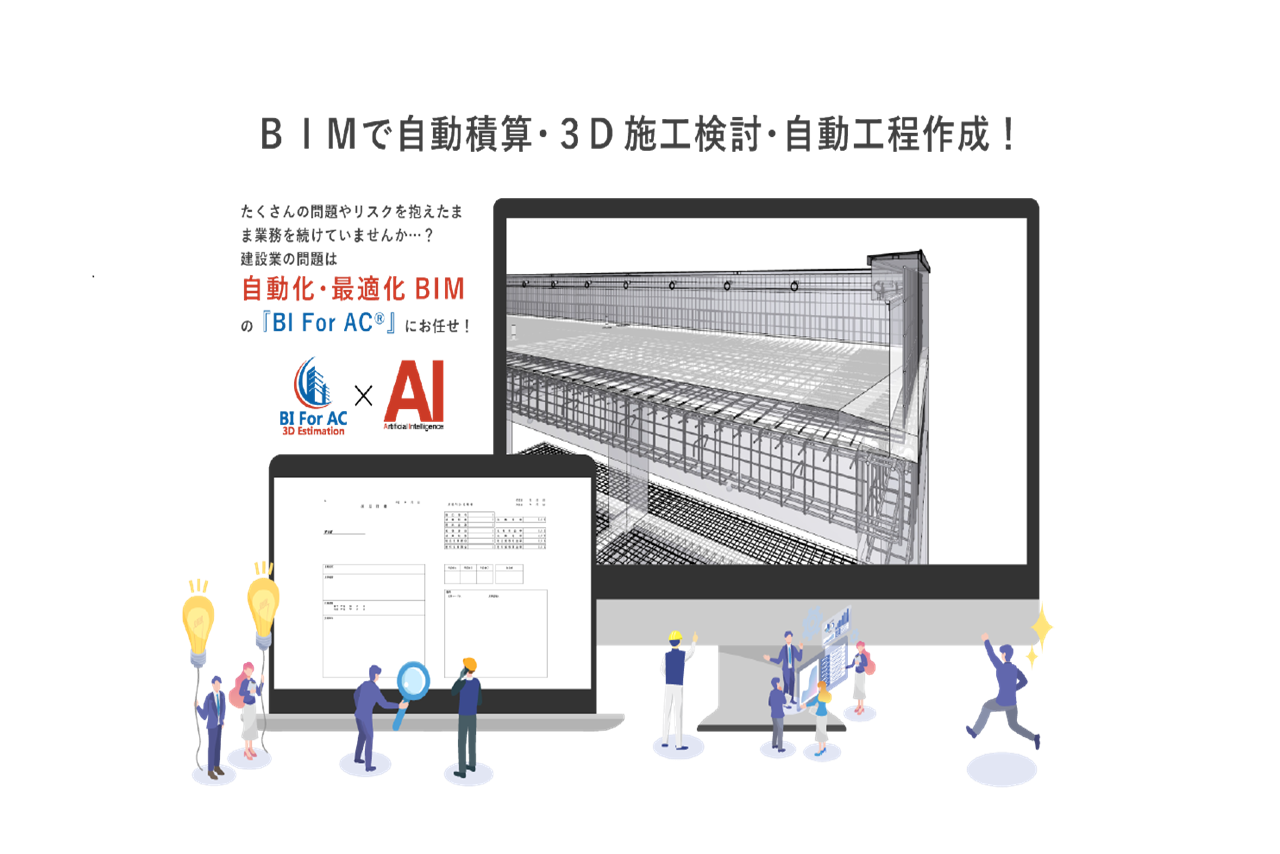 ＢＩＭで自動積算・３Ｄ施工検討・自動工程作成！
たくさんの問題やリスクを抱えたま
ま業務を続けていませんか…？
建設業の問題は
自動化・最適化 BIM
の『BI For AC®』にお任せ！
BI For AC
3D Estimation
×
AI
Artificial Intelligence